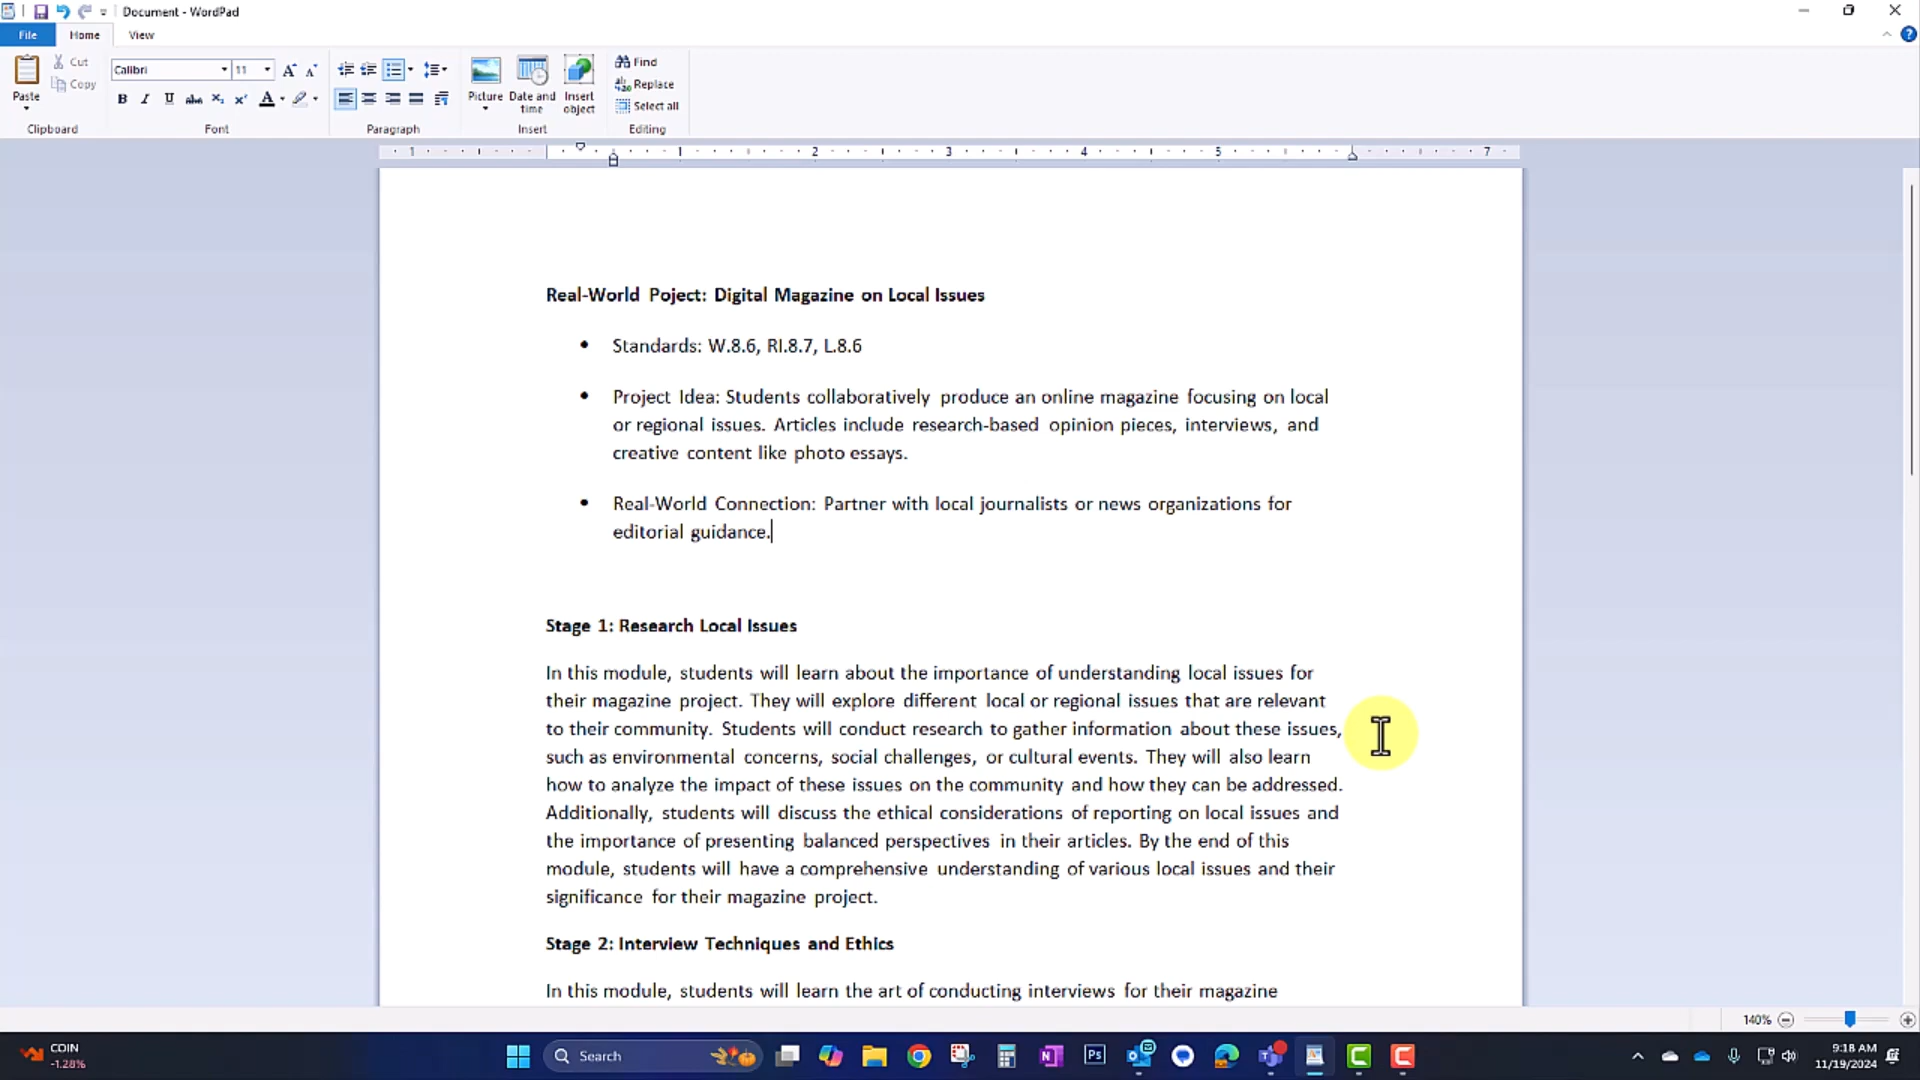 Document - WordPad
File Home View
Paste
Cut
Copy
Clipboard
Calibri 11
Font
Paragraph
Picture
Date and time
Insert object
Insert
Find
Replace
Select all
Editing
1 1 2 3 4 5 7
Real-World Poject: Digital Magazine on Local Issues
• Standards: W.8.6, RI.8.7, L.8.6
• Project Idea: Students collaboratively produce an online magazine focusing on local
or regional issues. Articles include research-based opinion pieces, interviews, and
creative content like photo essays.
• Real-World Connection: Partner with local journalists or news organizations for
editorial guidance.
Stage 1: Research Local Issues
In this module, students will learn about the importance of understanding local issues for
their magazine project. They will explore different local or regional issues that are relevant
to their community. Students will conduct research to gather information about these issues,
such as environmental concerns, social challenges, or cultural events. They will also learn
how to analyze the impact of these issues on the community and how they can be addressed.
Additionally, students will discuss the ethical considerations of reporting on local issues and
the importance of presenting balanced perspectives in their articles. By the end of this
module, students will have a comprehensive understanding of various local issues and their
significance for their magazine project.
Stage 2: Interview Techniques and Ethics
In this module, students will learn the art of conducting interviews for their magazine
140%
COIN
-1.28%
Search
9:18 AM
11/19/2024